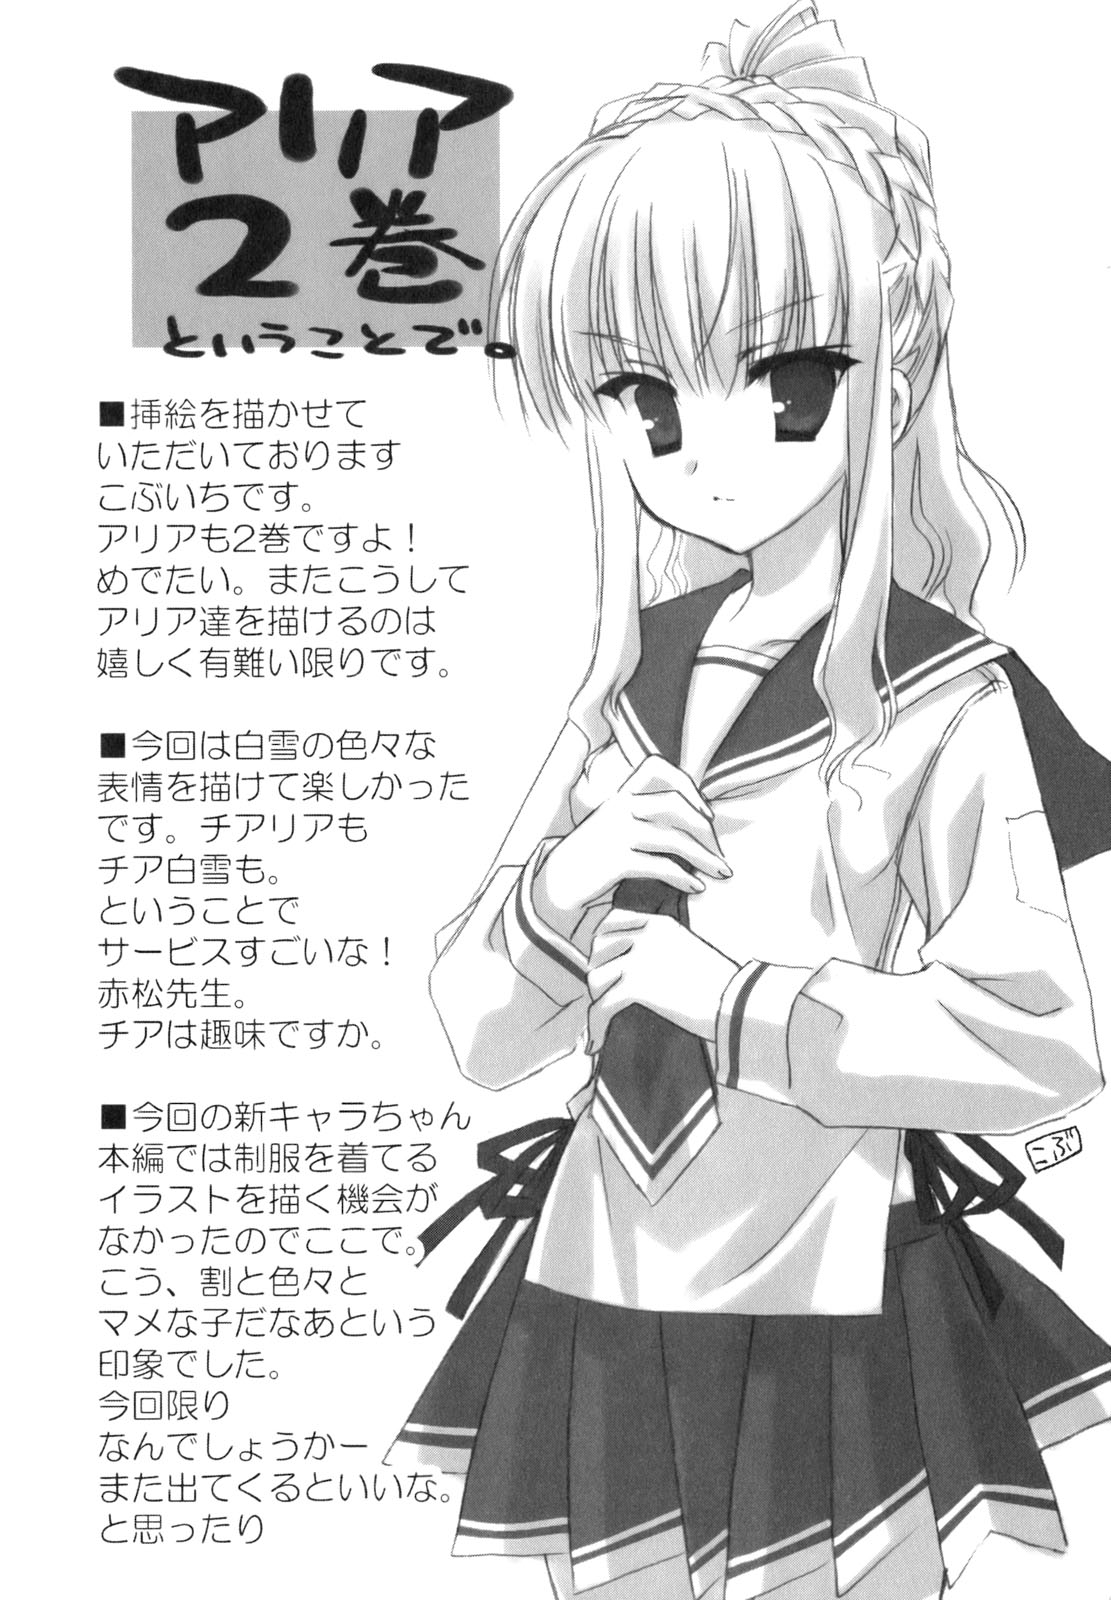 アリア
2巻
ということで。
■挿絵を描かせて
いただいております
こぶいちです。
アリアも2巻ですよ！
めでたい。またこうして
アリア達を描けるのは
嬉しく有難い限りです。
■今回は白雪の色々な
表情を描けて楽しかった
です。チアリアも
チア白雪も。
ということで
サービスすごいな！
赤松先生。
チアは趣味ですか。
■今回の新キャラちゃん
本編では制服を着てる
イラストを描く機会が
なかったのでここで。
こう、割と色々と
マメな子だなあという
印象でした。
今回限り
なんでしょうかー
また出てくるといいな。
と思ったり
こぶ